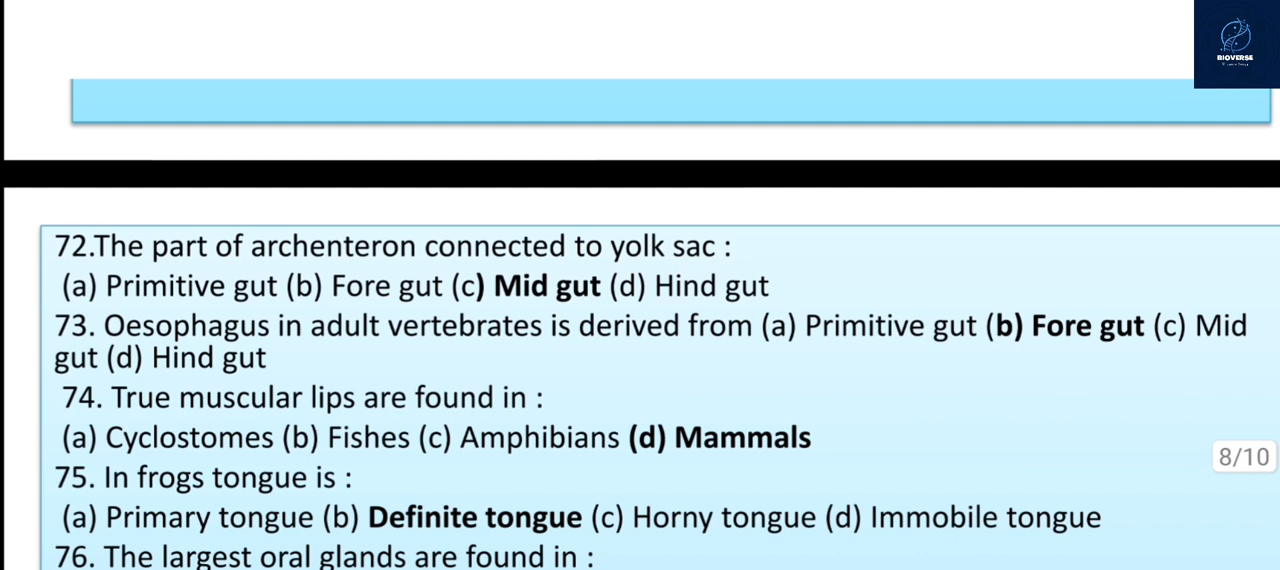 BIOVERSE
72.The part of archenteron connected to yolk sac :
(a) Primitive gut (b) Fore gut (c) Mid gut (d) Hind gut
73. Oesophagus in adult vertebrates is derived from (a) Primitive gut (b) Fore gut (c) Mid
gut (d) Hind gut
74. True muscular lips are found in :
(a) Cyclostomes (b) Fishes (c) Amphibians (d) Mammals
8/10
75. In frogs tongue is :
(a) Primary tongue (b) Definite tongue (c) Horny tongue (d) Immobile tongue
76. The largest oral glands are found in :